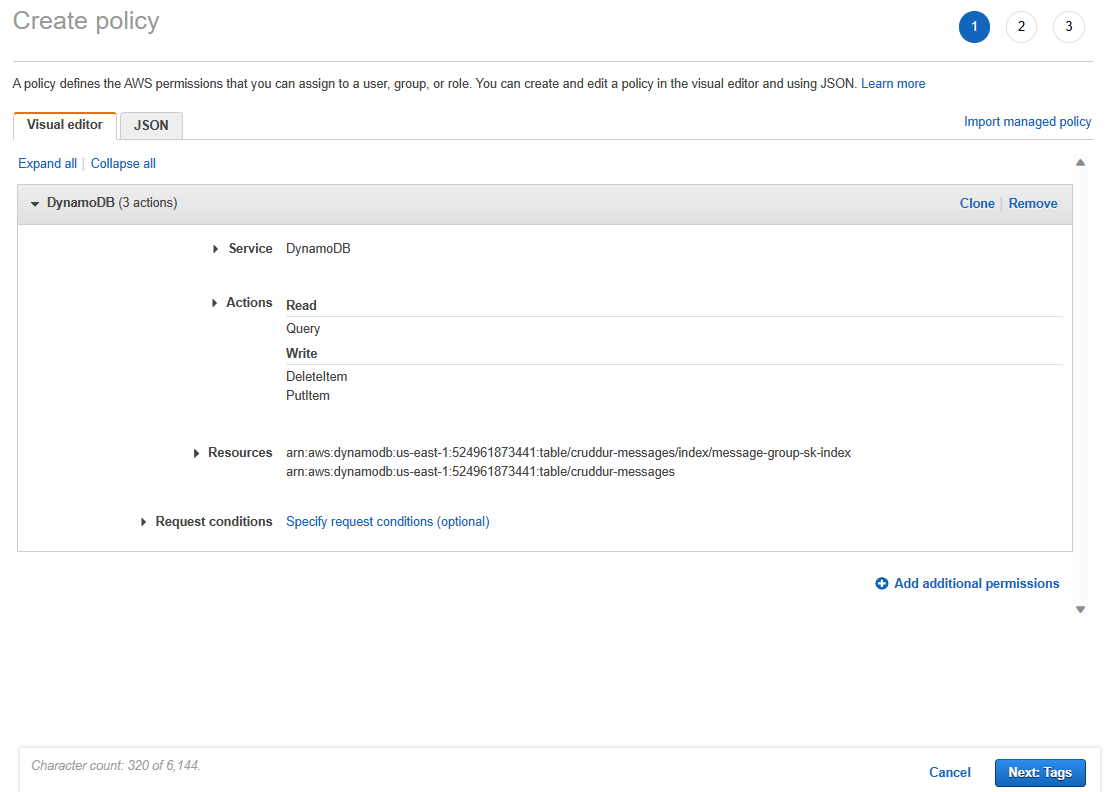 Create policy
1 2 3
A policy defines the AWS permissions that you can assign to a user, group, or role. You can create and edit a policy in the visual editor and using JSON. Learn more
Visual editor JSON
Import managed policy
Expand all | Collapse all
DynamoDB (3 actions)
Clone | Remove
Service DynamoDB
Actions Read
Query
Write
DeleteItem
PutItem
Resources arn:aws:dynamodb:us-east-1:524961873441:table/cruddur-messages/index/message-group-sk-index
arn:aws:dynamodb:us-east-1:524961873441:table/cruddur-messages
Request conditions Specify request conditions (optional)
Add additional permissions
Character count: 320 of 6,144.
Cancel Next: Tags